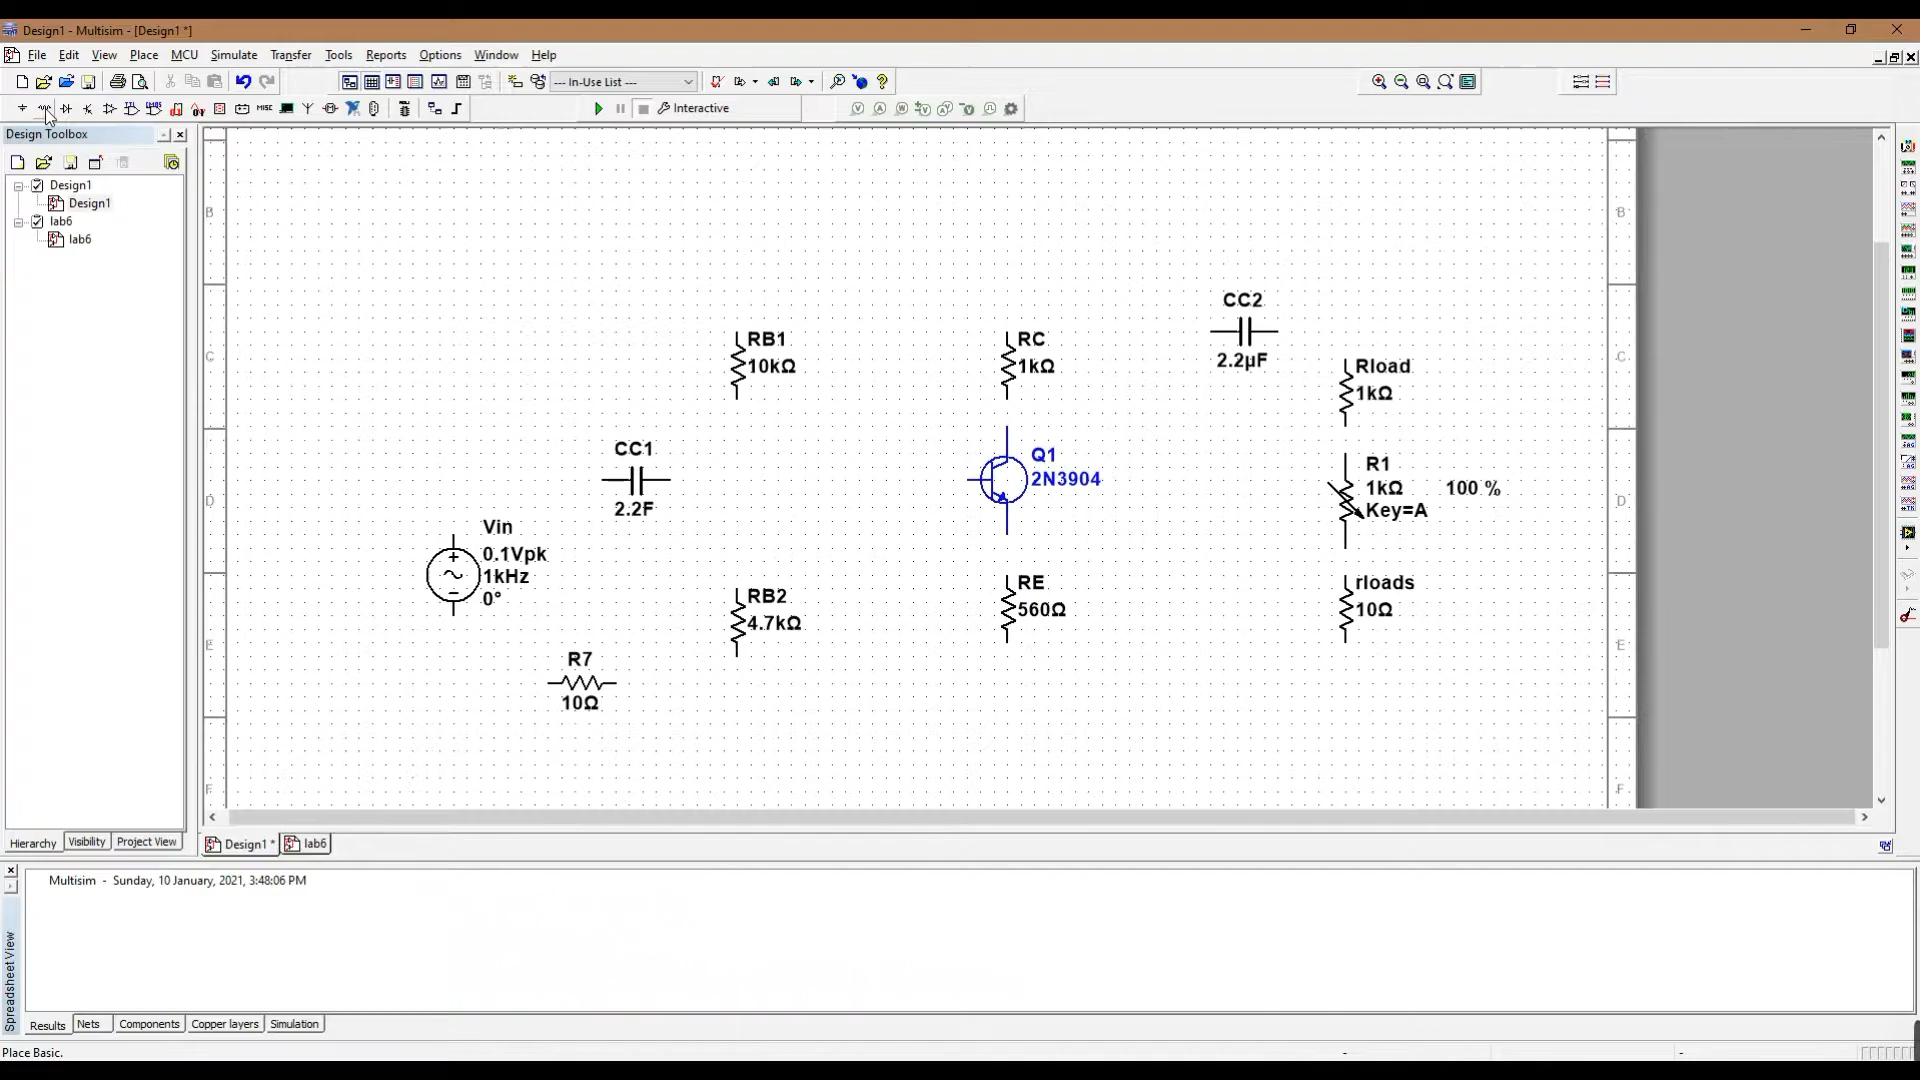 Design1 - Multisim - [Design1 *]
File Edit View Place MCU Simulate Transfer Tools Reports Options Window Help
--- In-Use List ---
MISC Interactive
Design Toolbox
Design1
Design1
lab6
lab6
B B
C C
D D
E E
F F
CC2
2.2µF
RB1
10kΩ
RC
1kΩ
Rload
1kΩ
CC1
2.2F
Q1
2N3904
R1
1kΩ 100 %
Key=A
Vin
0.1Vpk
1kHz
0°
RB2
4.7kΩ
RE
560Ω
rloads
10Ω
R7
10Ω
Hierarchy Visibility Project View
Design1 * lab6
Multisim - Sunday, 10 January, 2021, 3:48:06 PM
Spreadsheet View
Results Nets Components Copper layers Simulation
Place Basic. - -